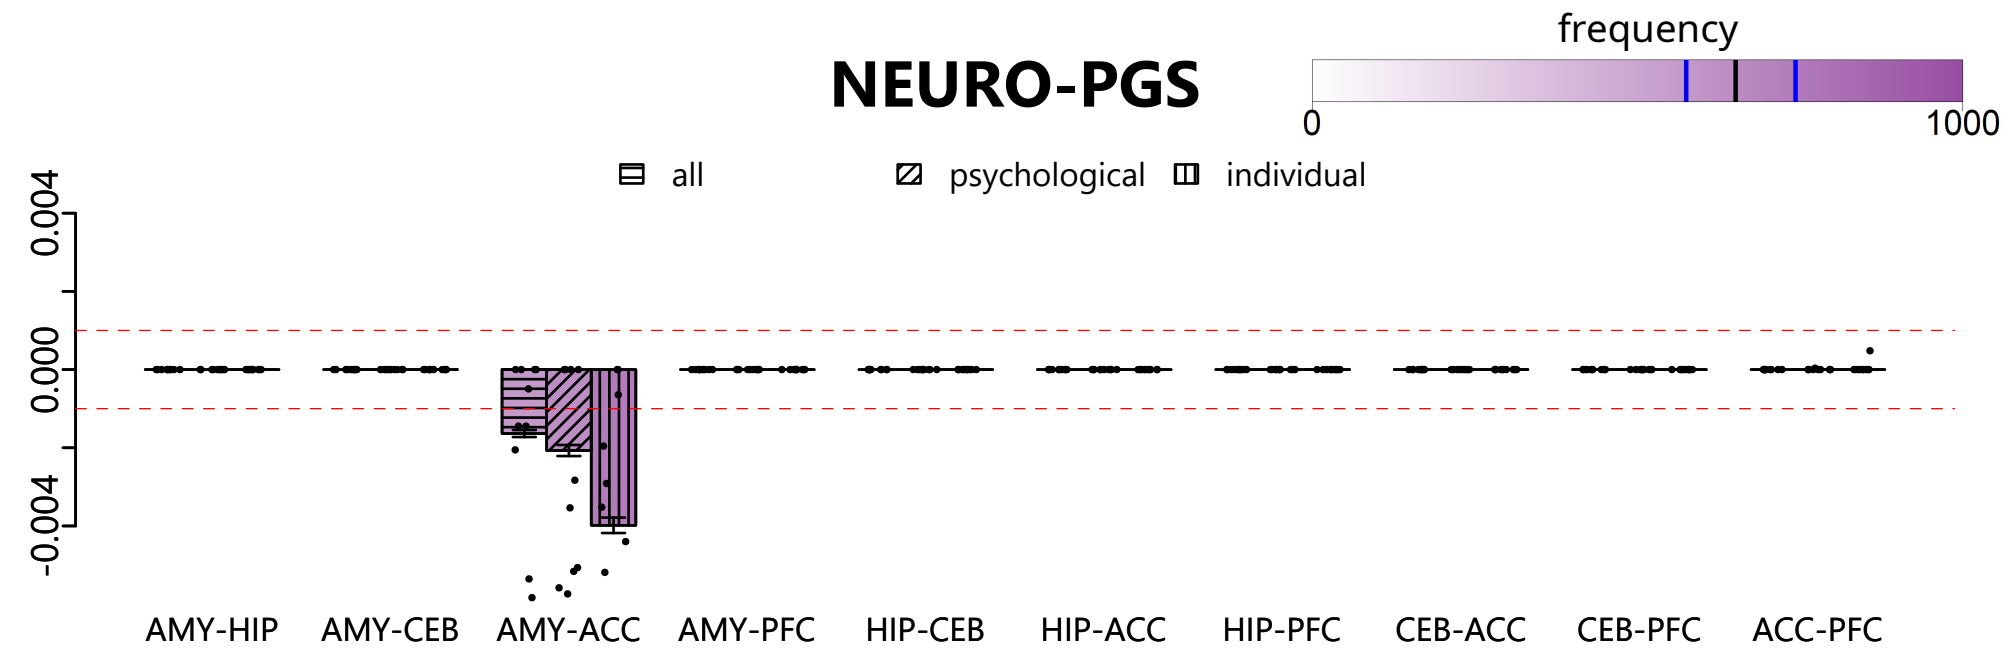 frequency
NEURO-PGS
0 1000
all psychological individual
0.004
0.000
-0.004
AMY-HIP AMY-CEB AMY-ACC AMY-PFC HIP-CEB HIP-ACC HIP-PFC CEB-ACC CEB-PFC ACC-PFC